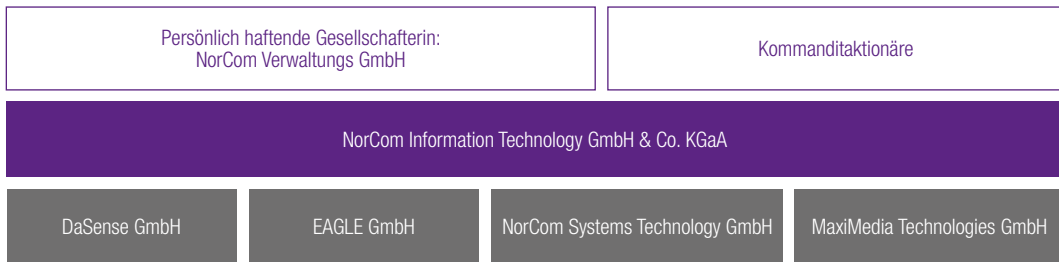 Persönlich haftende Gesellschafterin:
NorCom Verwaltungs GmbH
Kommanditaktionäre
NorCom Information Technology GmbH & Co. KGaA
DaSense GmbH
EAGLE GmbH
NorCom Systems Technology GmbH
MaxiMedia Technologies GmbH